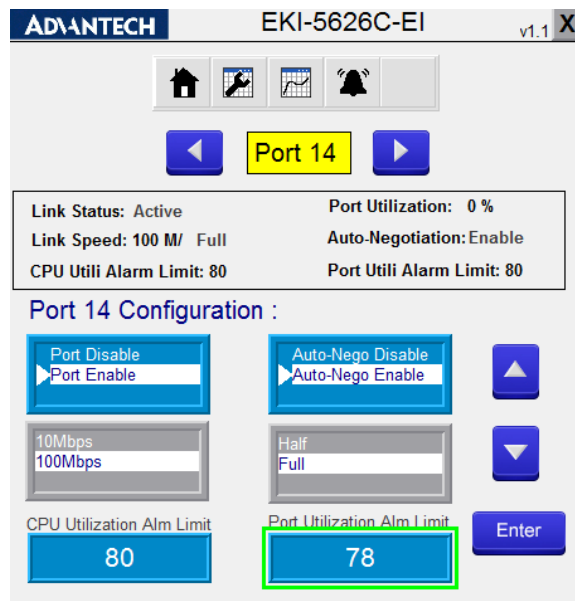 ADVANTECH EKI-5626C-EI v1.1 X
Port 14
Link Status: Active Port Utilization: 0 %
Link Speed: 100 M/ Full Auto-Negotiation: Enable
CPU Utili Alarm Limit: 80 Port Utili Alarm Limit: 80
Port 14 Configuration :
Port Disable Auto-Nego Disable
Port Enable Auto-Nego Enable
10Mbps Half
100Mbps Full
CPU Utilization Alm Limit Port Utilization Alm Limit Enter
80 78